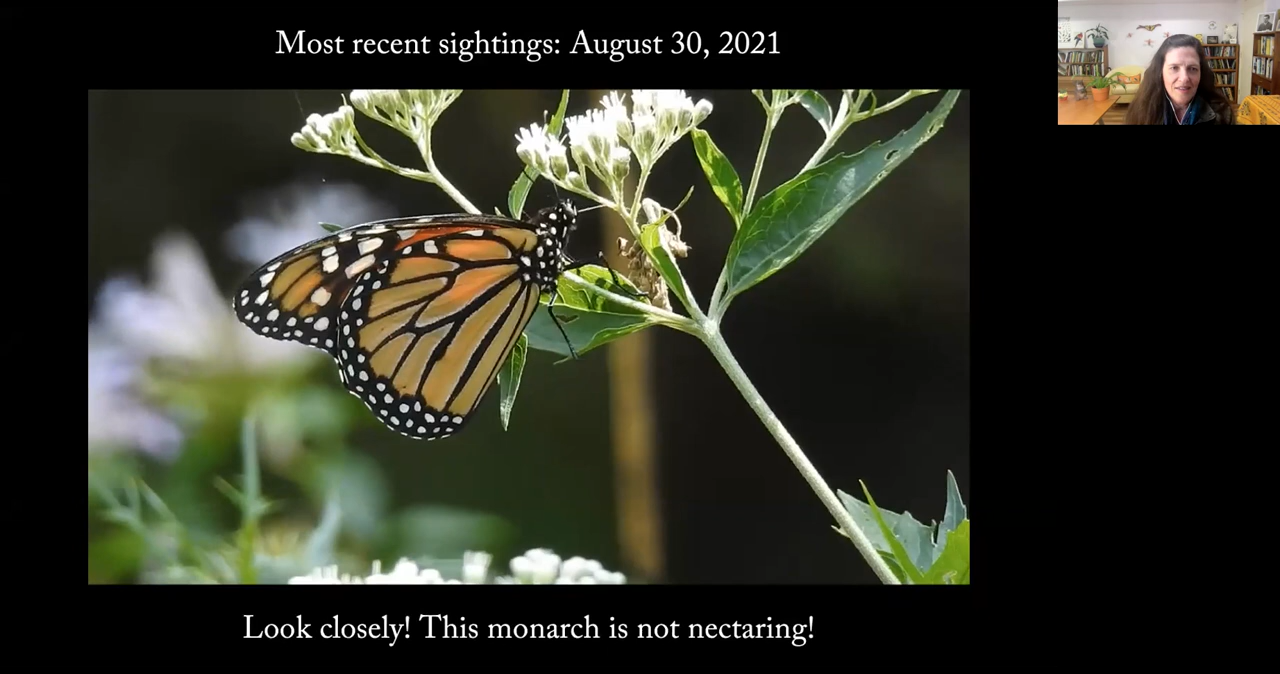 Most recent sightings: August 30, 2021
Look closely! This monarch is not nectaring!